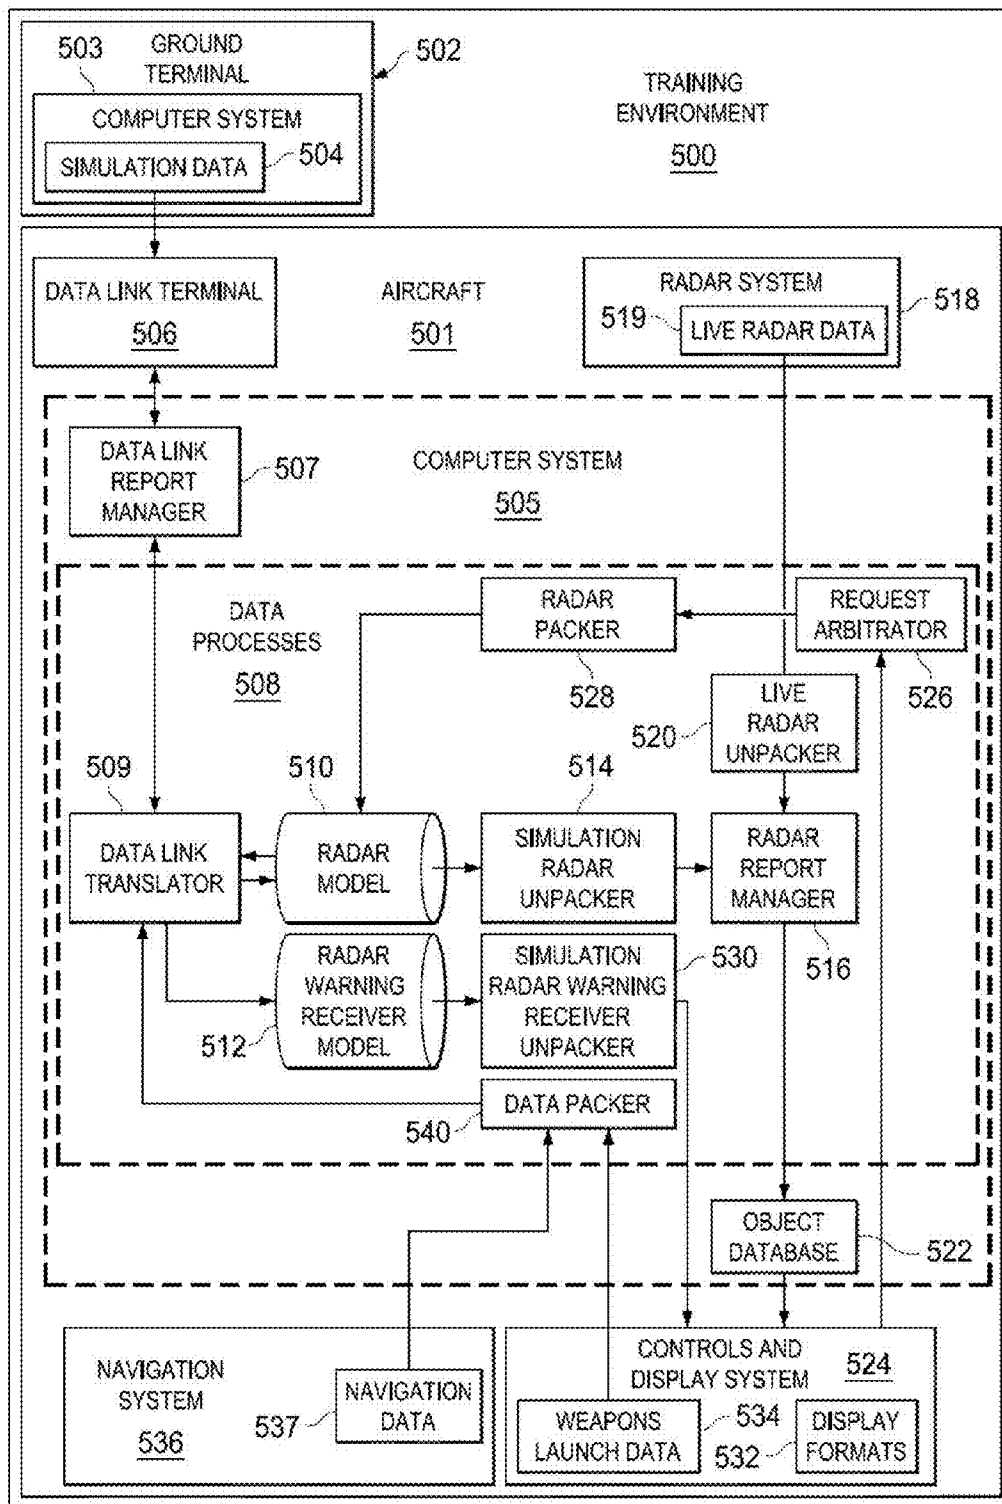 GROUND
TERMINAL
502
503
COMPUTER SYSTEM
SIMULATION DATA
504
TRAINING
ENVIRONMENT
500
DATA LINK TERMINAL
506
AIRCRAFT
501
RADAR SYSTEM
518
519
LIVE RADAR DATA
DATA LINK
REPORT
MANAGER
507
COMPUTER SYSTEM
505
DATA
PROCESSES
508
RADAR
PACKER
528
REQUEST
ARBITRATOR
526
LIVE
RADAR
UNPACKER
520
509
DATA LINK
TRANSLATOR
510
RADAR
MODEL
514
SIMULATION
RADAR
UNPACKER
RADAR
REPORT
MANAGER
516
RADAR
WARNING
RECEIVER
MODEL
512
SIMULATION
RADAR WARNING
RECEIVER
UNPACKER
530
DATA PACKER
540
OBJECT
DATABASE
522
NAVIGATION
SYSTEM
536
537
NAVIGATION
DATA
CONTROLS AND
DISPLAY SYSTEM
524
WEAPONS
LAUNCH DATA
534
532
DISPLAY
FORMATS